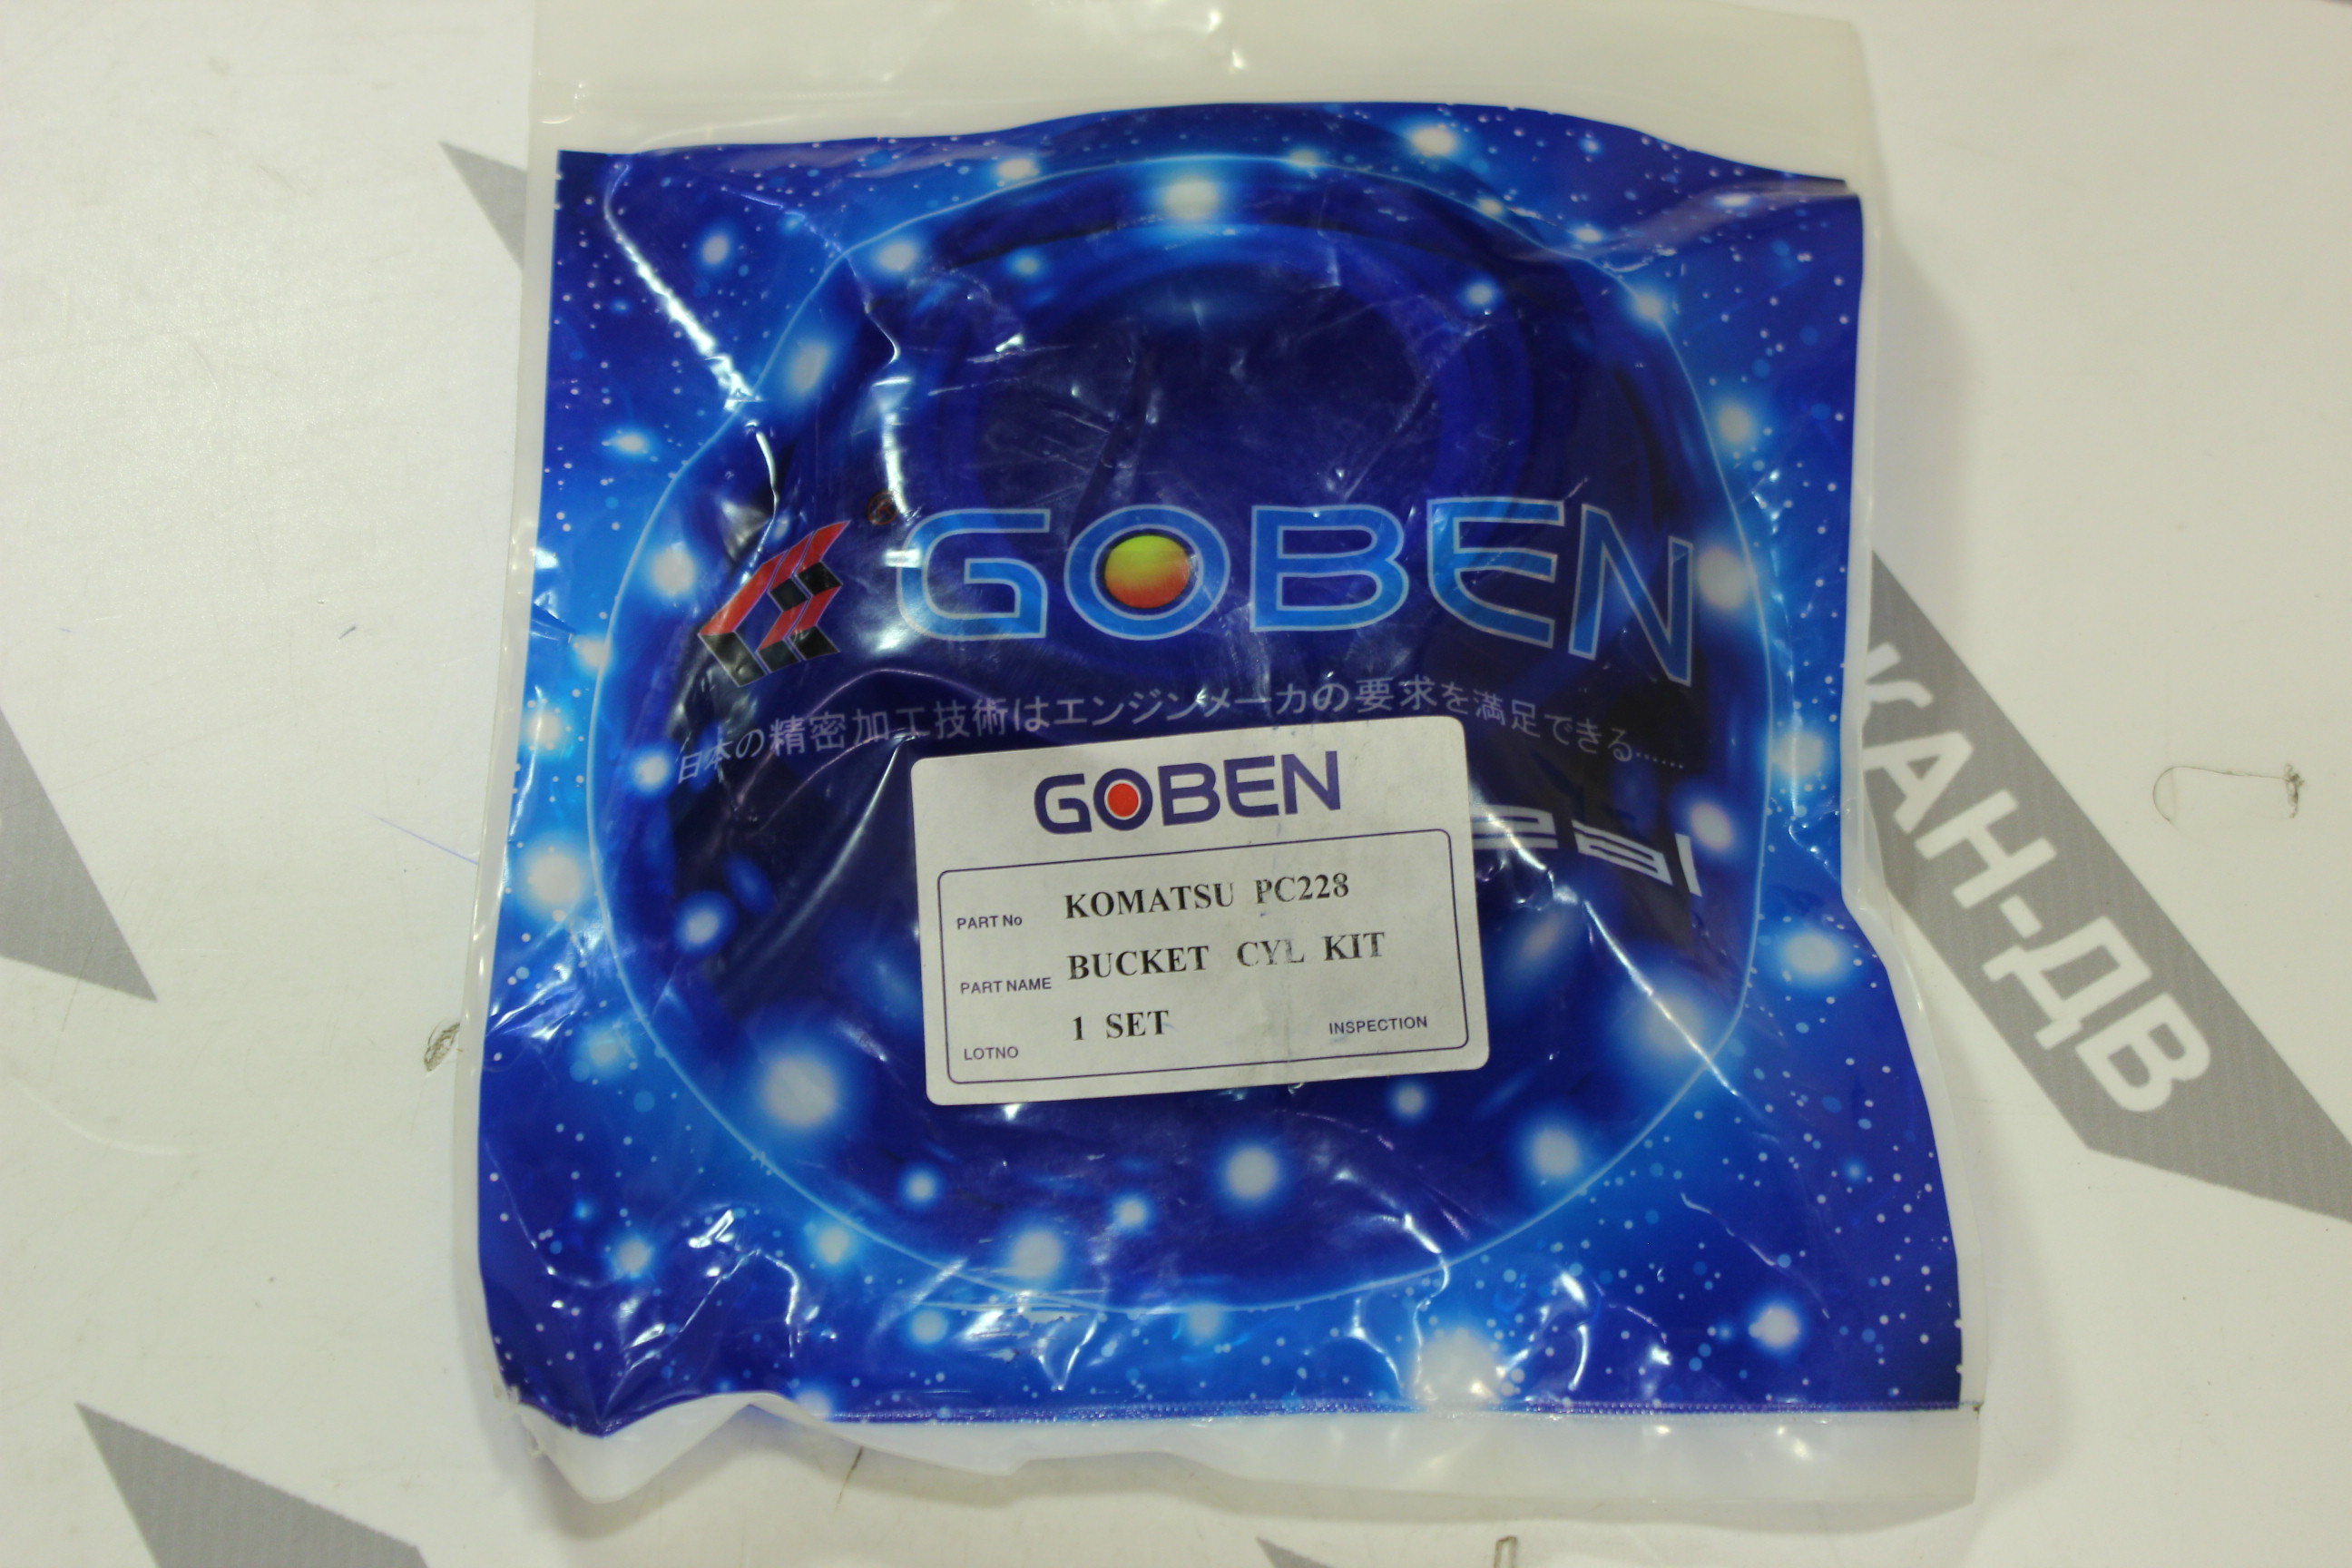 ® GOBEN
日本の精密加工技術はエンジンメーカの要求を満足できる……
GOBEN
PART No KOMATSU PC228
PART NAME BUCKET CYL KIT
LOTNO 1 SET INSPECTION
КАН-ДВ